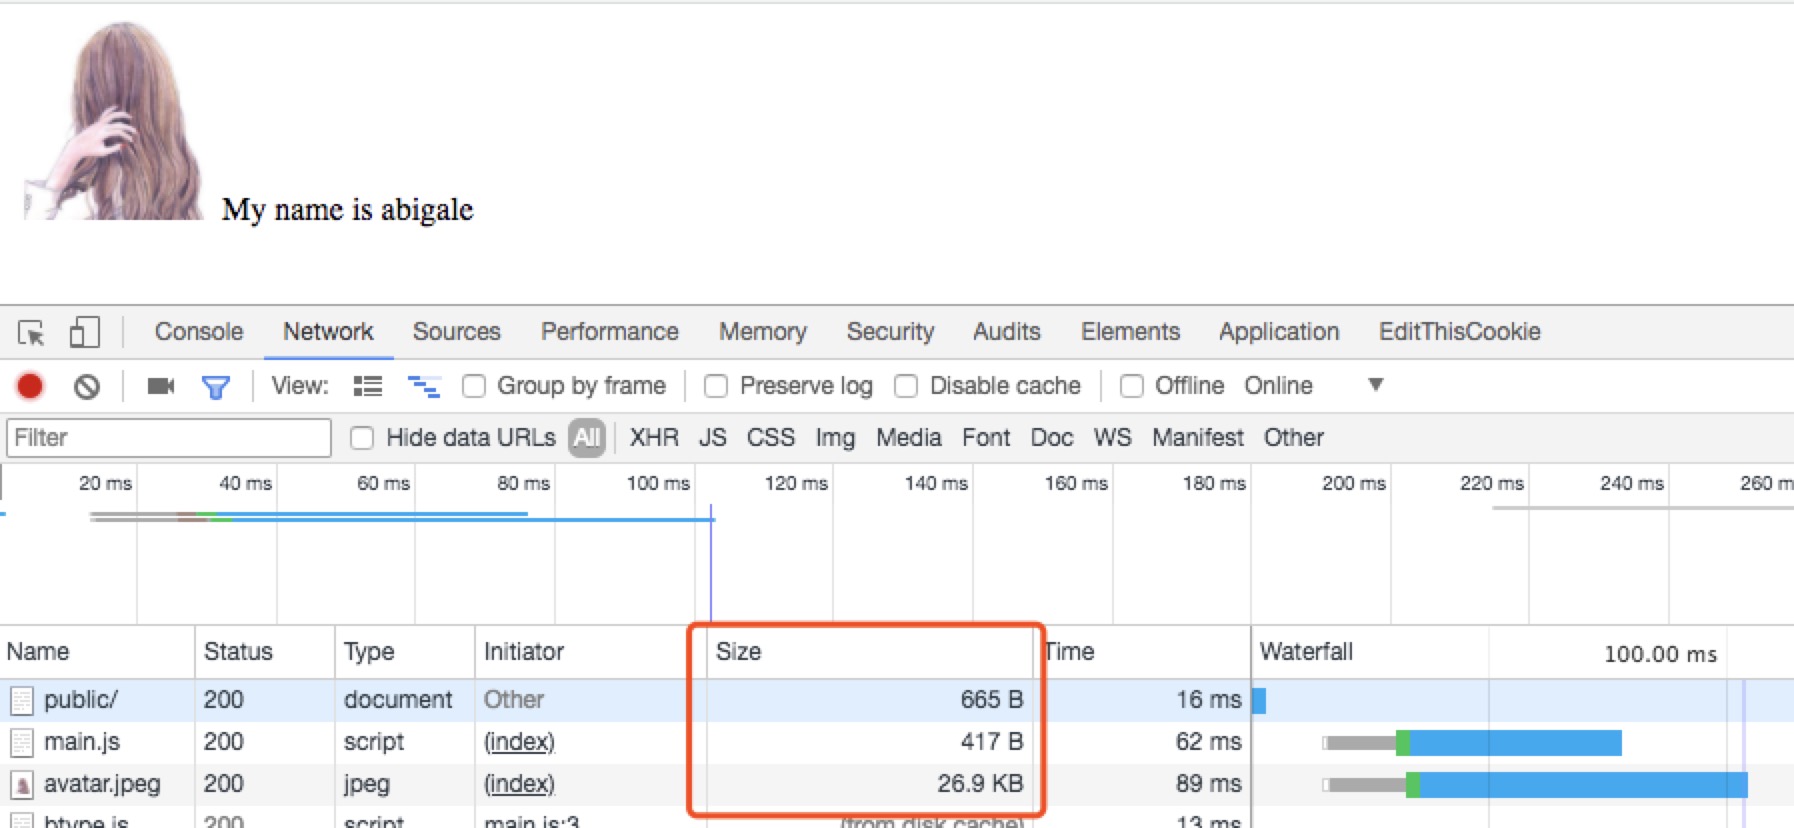 My name is abigale
Console Network Sources Performance Memory Security Audits Elements Application EditThisCookie
View: Group by frame Preserve log Disable cache Offline Online
Filter Hide data URLs All XHR JS CSS Img Media Font Doc WS Manifest Other
20 ms 40 ms 60 ms 80 ms 100 ms 120 ms 140 ms 160 ms 180 ms 200 ms 220 ms 240 ms 260 m
Name Status Type Initiator Size Time Waterfall 100.00 ms
public/ 200 document Other 665 B 16 ms
main.js 200 script (index) 417 B 62 ms
avatar.jpeg 200 jpeg (index) 26.9 KB 89 ms
btype.js 200 script main.js:3 (from disk cache) 13 ms